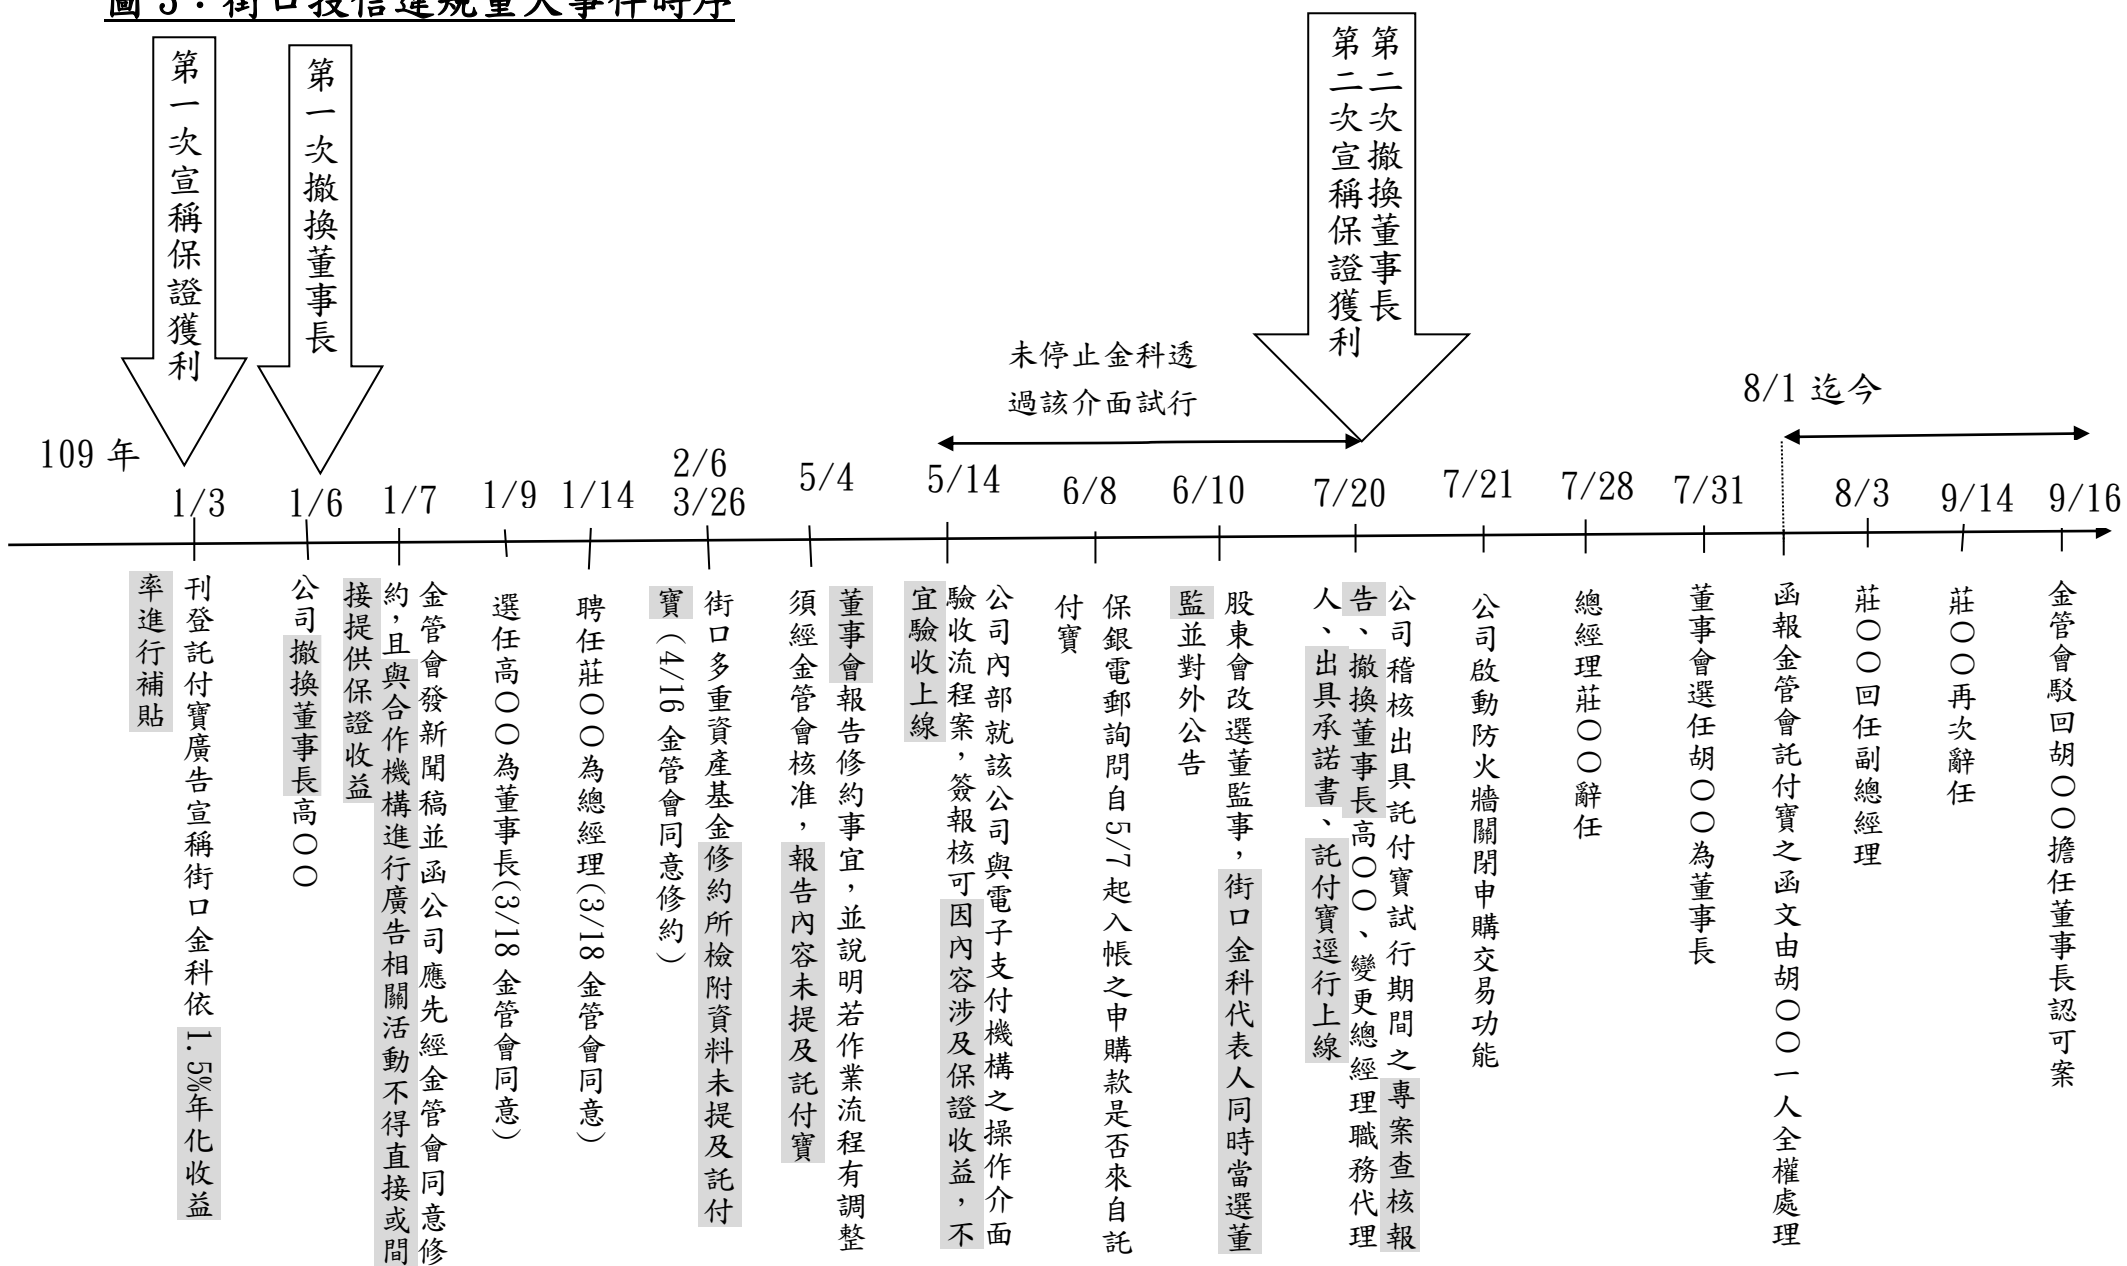 圖 3：街口投信違規重大事件時序
第一次宣稱保證獲利
第一次撤換董事長
第二次撤換董事長
第二次宣稱保證獲利
未停止金科透
過該介面試行
8/1 迄今
109 年
1/3
1/6
1/7
1/9
1/14
2/6
3/26
5/4
5/14
6/8
6/10
7/20
7/21
7/28
7/31
8/3
9/14
9/16
刊登託付寶廣告宣稱街口金科依 1.5%年化收益
率進行補貼
公司撤換董事長高○○
金管會發新聞稿並函公司應先經金管會同意修
約，且與合作機構進行廣告相關活動不得直接或間
接提供保證收益
選任高○○為董事長(3/18 金管會同意)
聘任莊○○為總經理(3/18 金管會同意)
街口多重資產基金修約所檢附資料未提及託付
寶（4/16 金管會同意修約）
董事會報告修約事宜，並說明若作業流程有調整
須經金管會核准，報告內容未提及託付寶
公司內部就該公司與電子支付機構之操作介面
驗收流程案，簽報核可因內容涉及保證收益，不
宜驗收上線
保銀電郵詢問自 5/7 起入帳之申購款是否來自託
付寶
股東會改選董監事，街口金科代表人同時當選董
監並對外公告
公司稽核出具託付寶試行期間之專案查核報
告、撤換董事長高○○、變更總經理職務代理
人、出具承諾書、託付寶逕行上線
公司啟動防火牆關閉申購交易功能
總經理莊○○辭任
董事會選任胡○○為董事長
函報金管會託付寶之函文由胡○○一人全權處理
莊○○回任副總經理
莊○○再次辭任
金管會駁回胡○○擔任董事長認可案